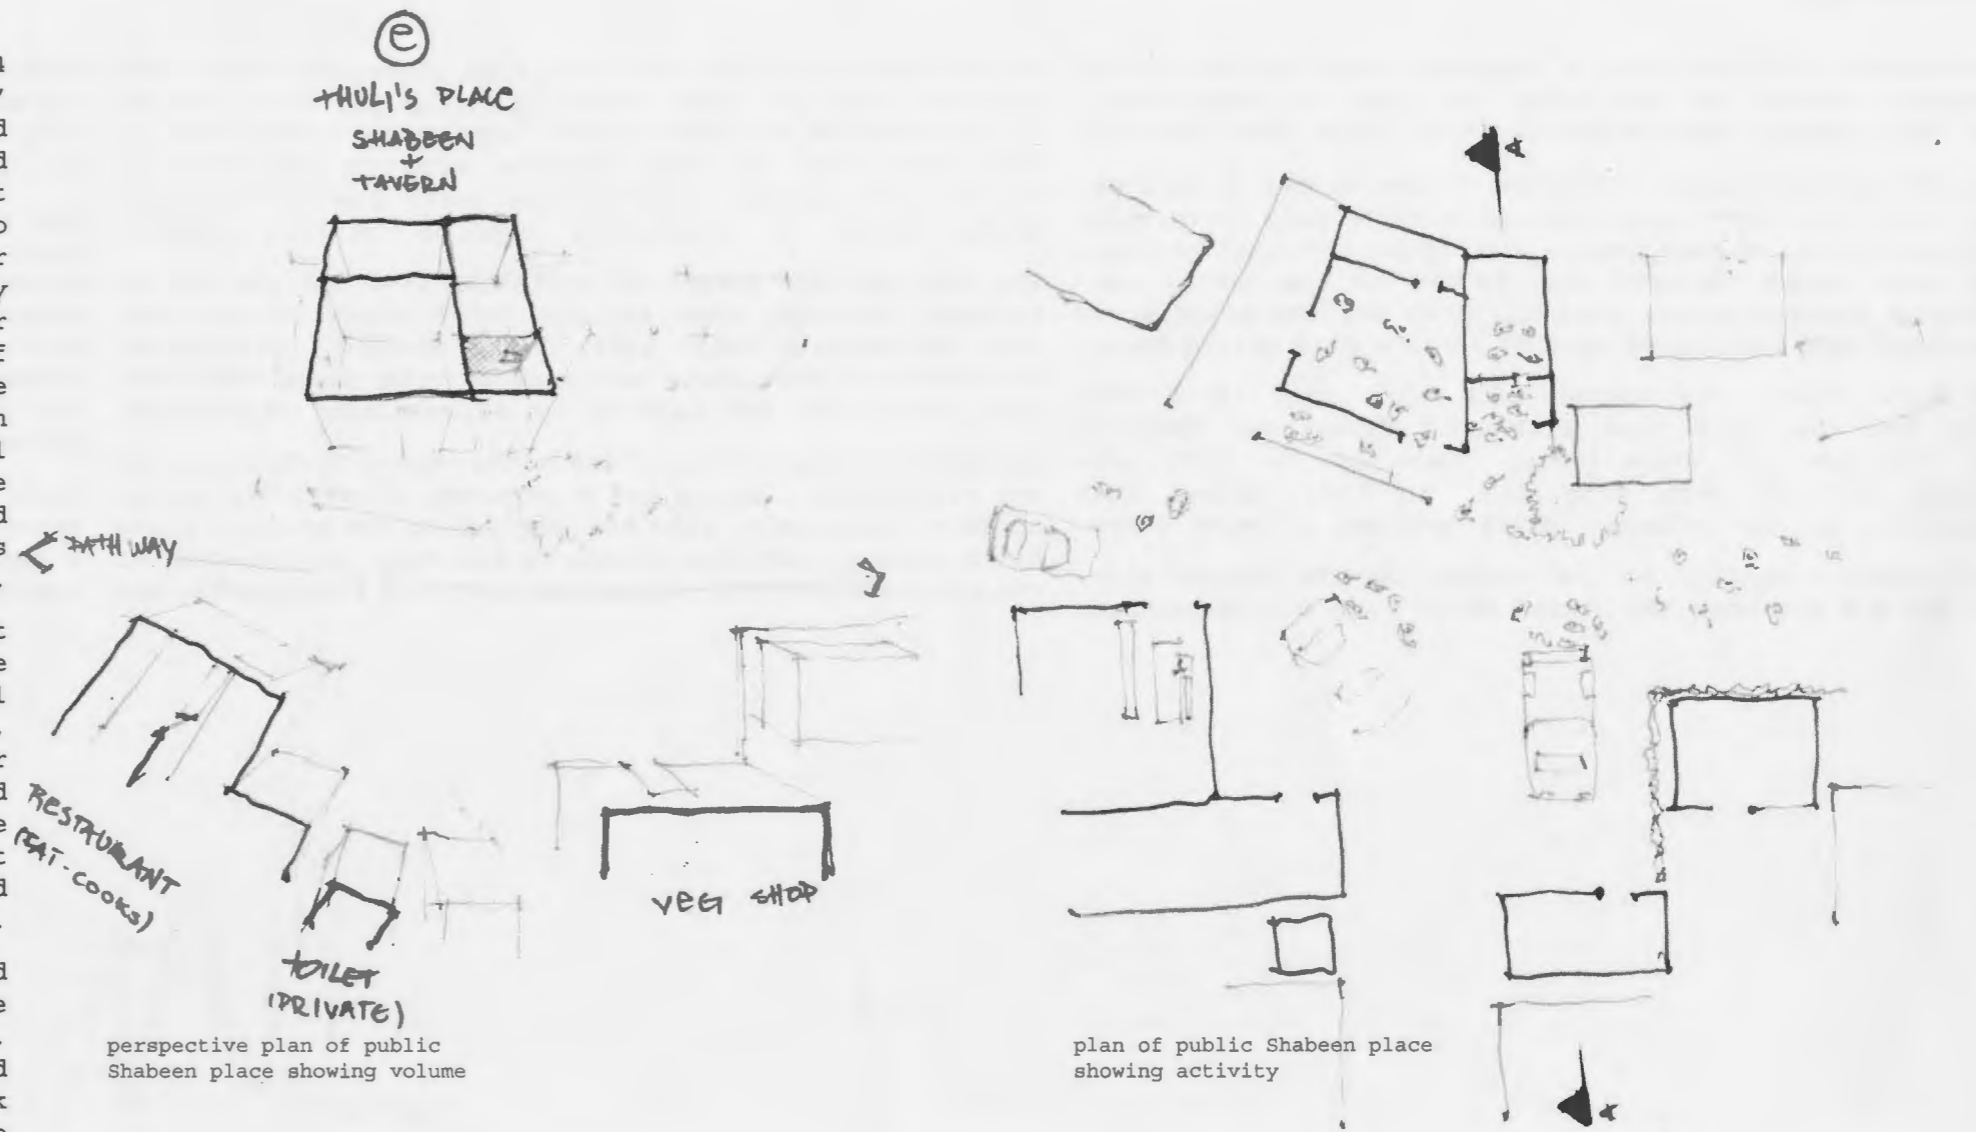 e
THULI'S PLACE
SHABEEN
+
TAVERN
PATHWAY
RESTAURANT
(EAT-COOKS)
TOILET
(PRIVATE)
VEG SHOP
perspective plan of public
Shabeen place showing volume
A
plan of public Shabeen place
showing activity
A